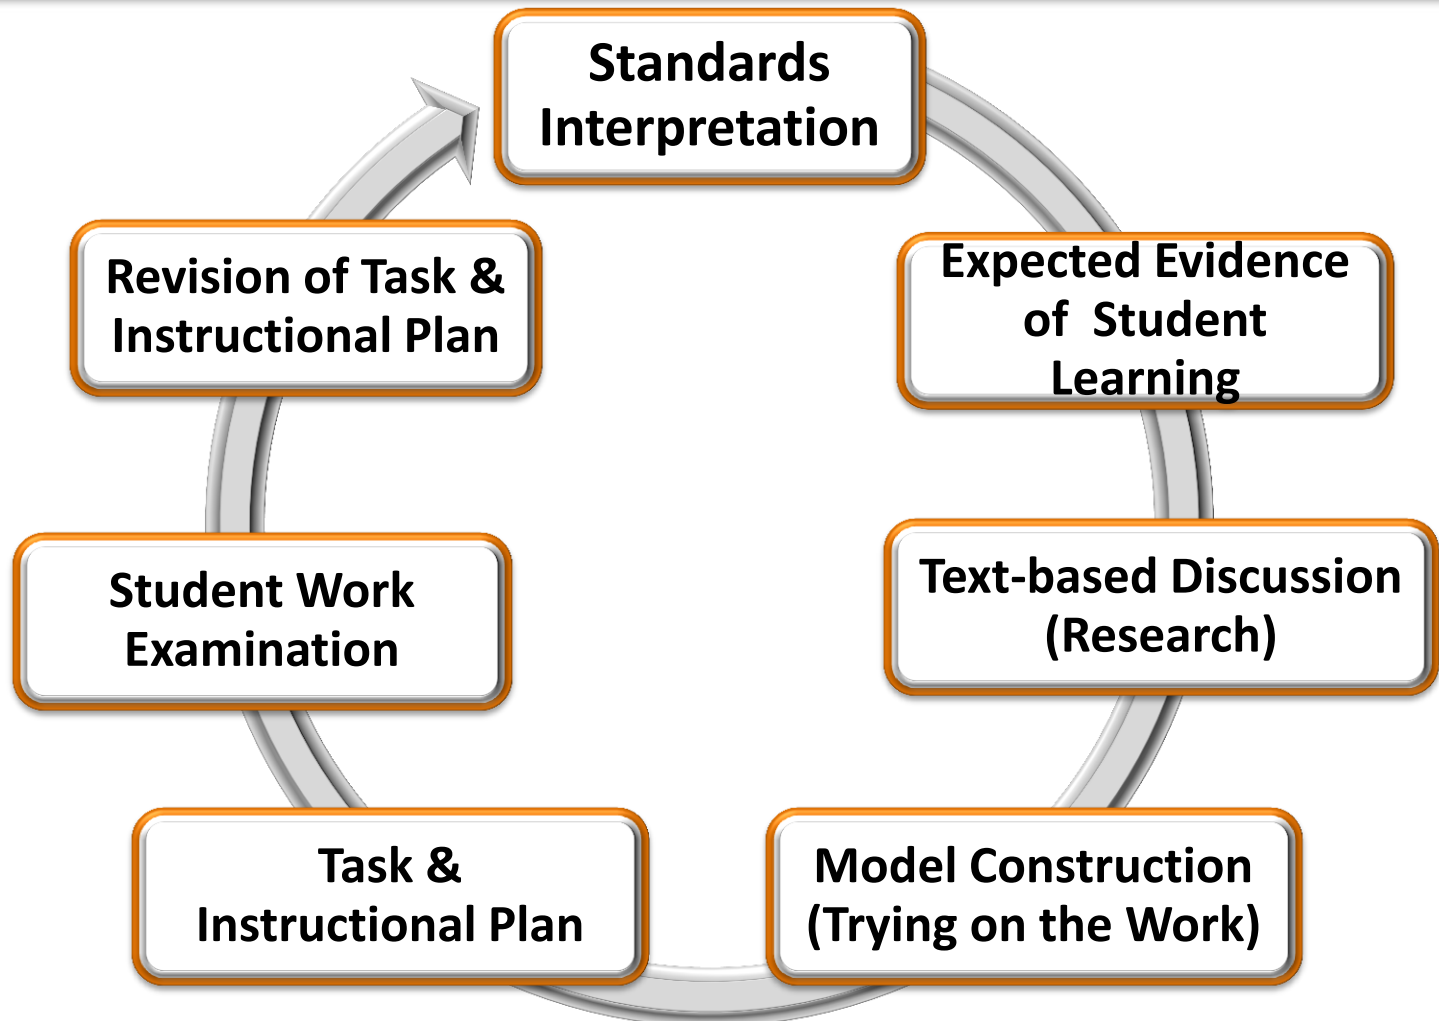 Standards
Interpretation
Expected Evidence
of  Student
Learning
Text-based Discussion
(Research)
Model Construction
(Trying on the Work)
Task &
Instructional Plan
Student Work
Examination
Revision of Task &
Instructional Plan